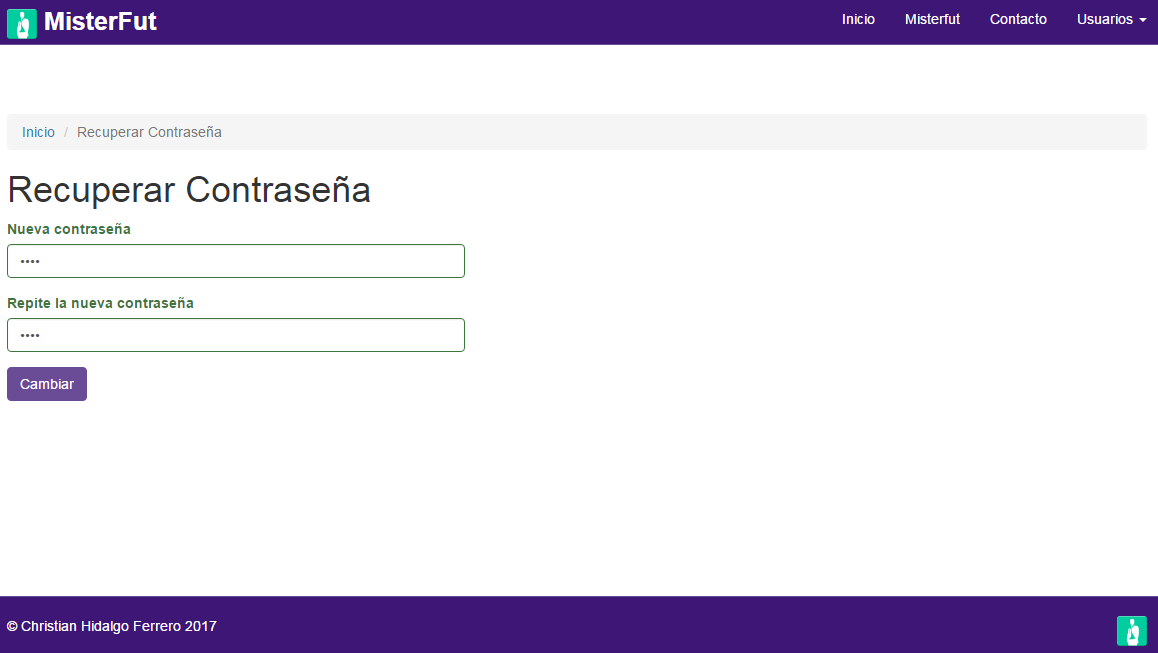 MisterFut
Inicio Misterfut Contacto Usuarios
Inicio / Recuperar Contraseña
Recuperar Contraseña
Nueva contraseña
••••
Repite la nueva contraseña
••••
Cambiar
© Christian Hidalgo Ferrero 2017